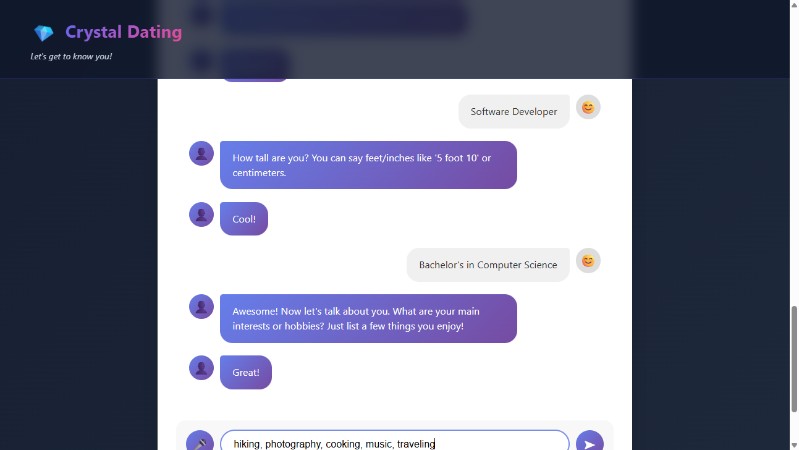 Crystal Dating
Let's get to know you!
Software Developer
How tall are you? You can say feet/inches like '5 foot 10' or
centimeters.
Cool!
Bachelor's in Computer Science
Awesome! Now let's talk about you. What are your main
interests or hobbies? Just list a few things you enjoy!
Great!
hiking, photography, cooking, music, traveling